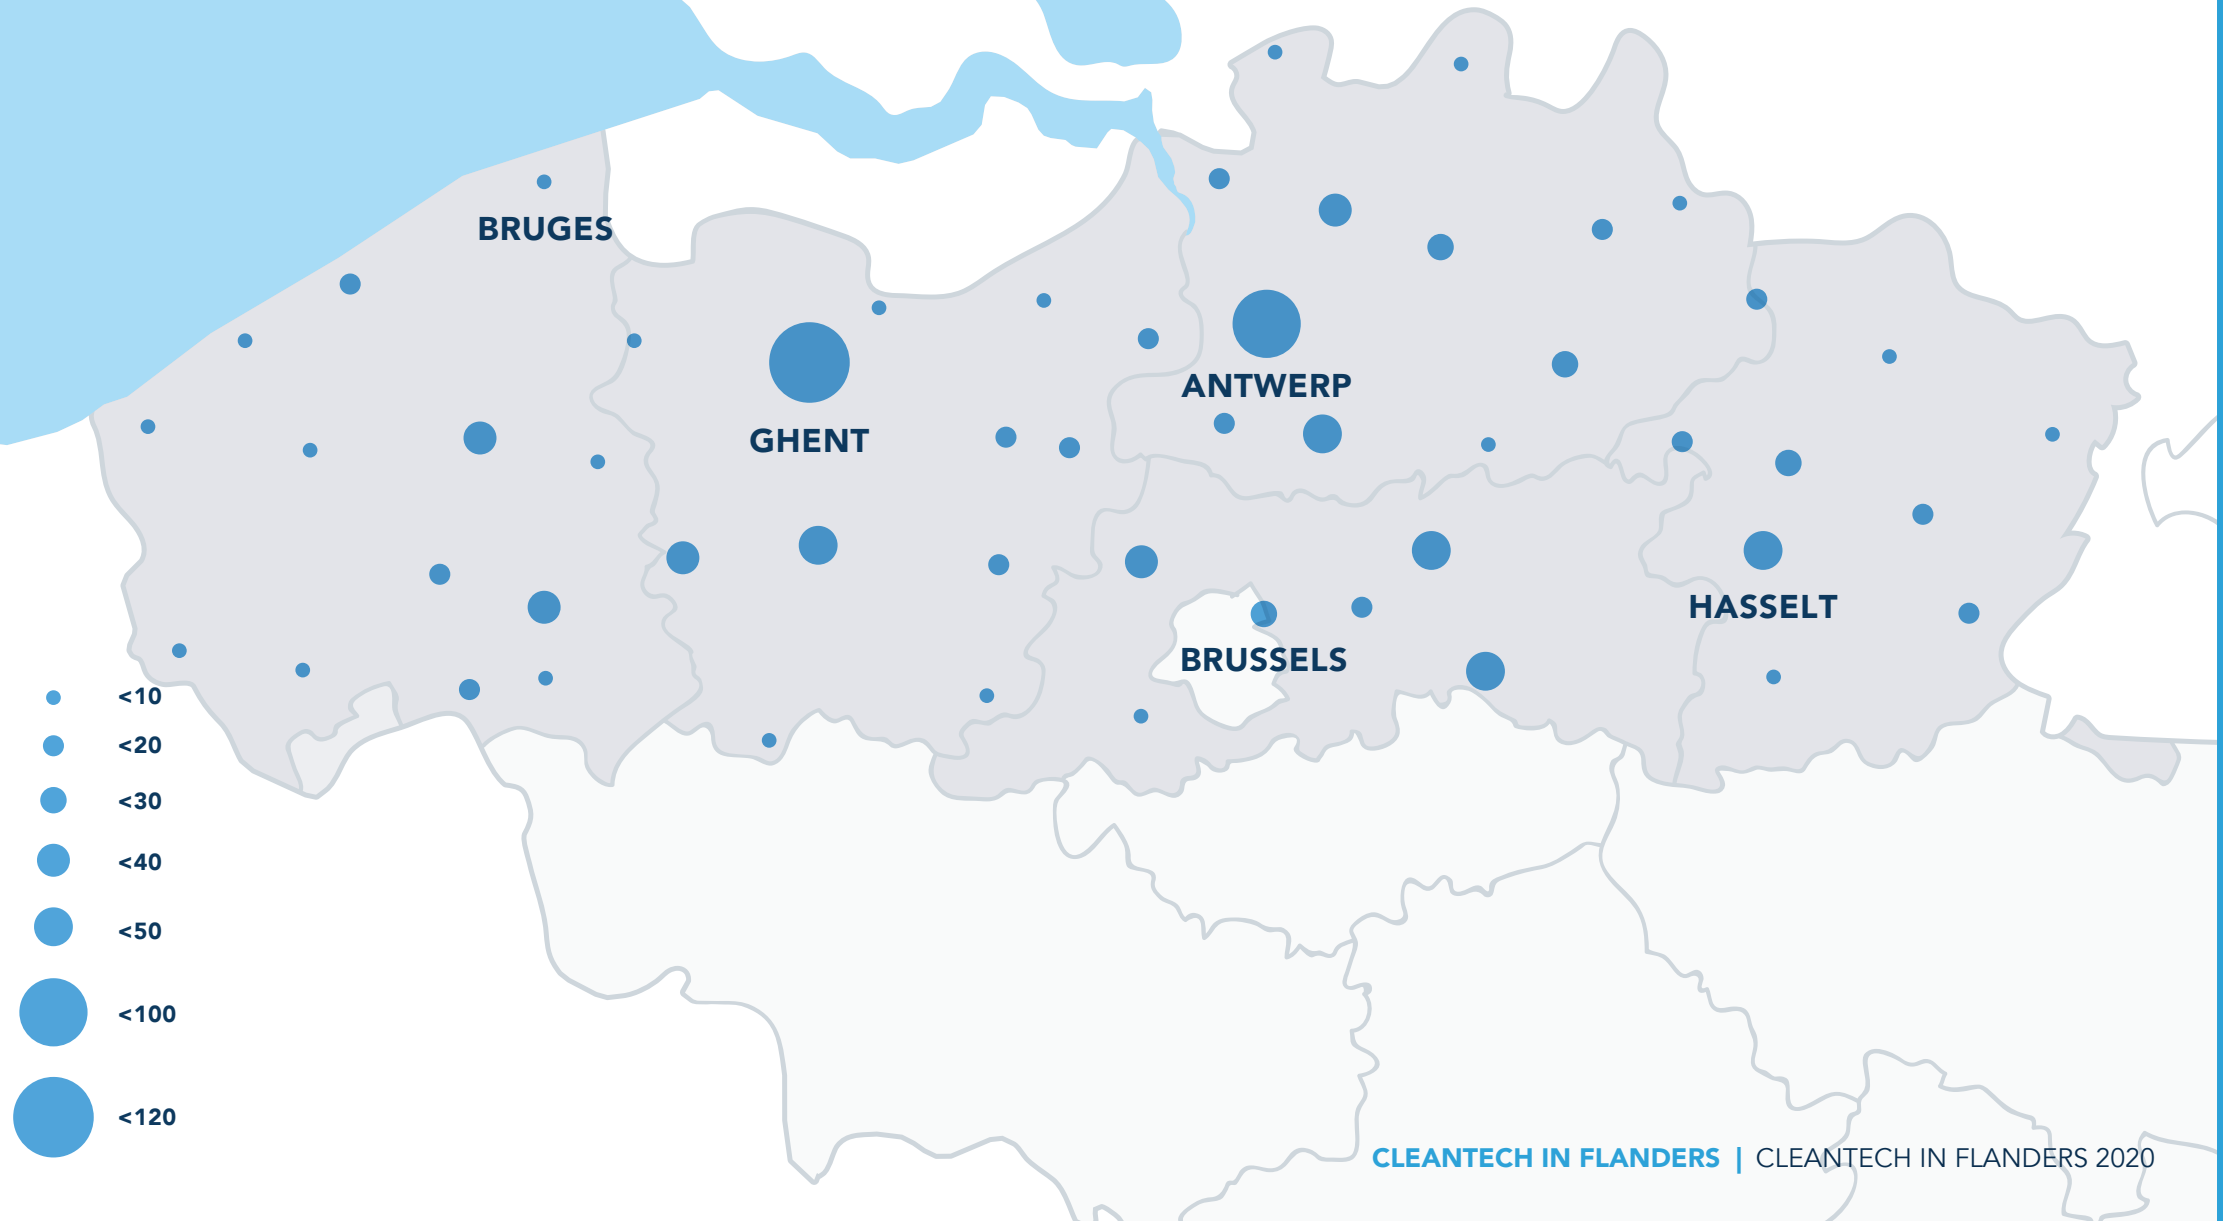 BRUGES
ANTWERP
GHENT
HASSELT
BRUSSELS
<10
<20
<30
<40
<50
<100
<120
CLEANTECH IN FLANDERS | CLEANTECH IN FLANDERS 2020